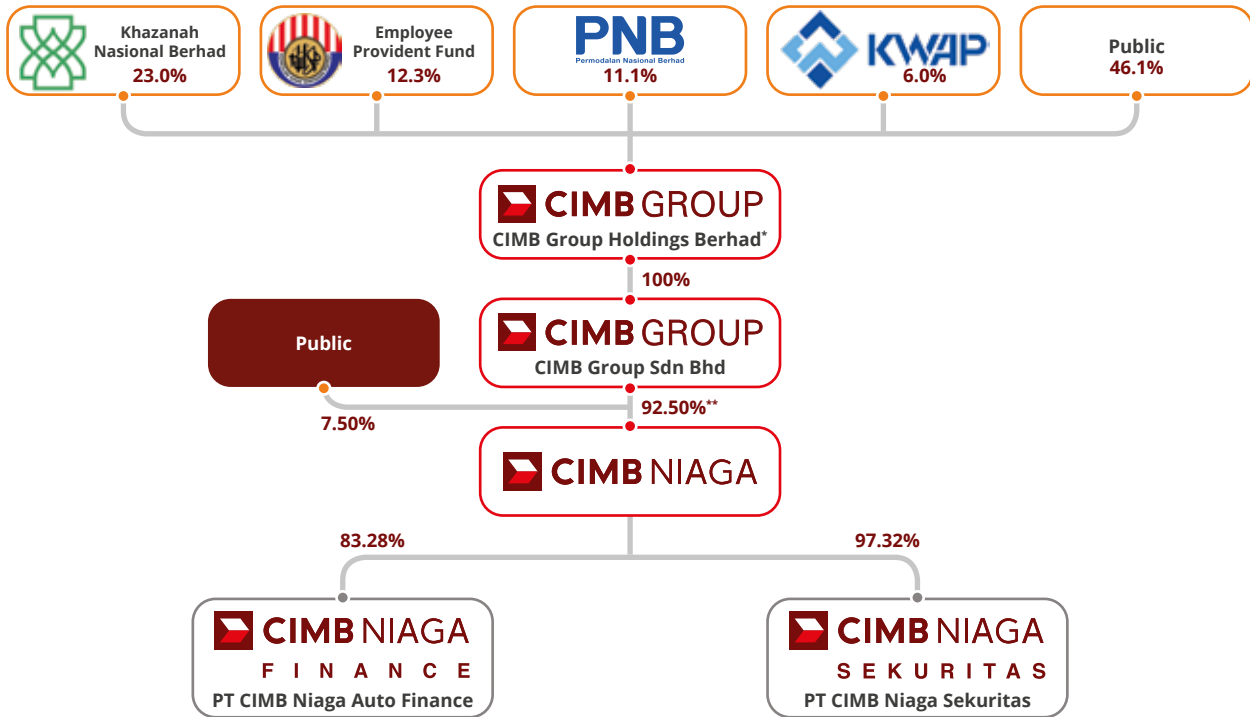 Khazanah
Nasional Berhad
23.0%
Employee
Provident Fund
12.3%
PNB
Permodalan Nasional Berhad
11.1%
KWAP
6.0%
Public
46.1%
CIMB GROUP
CIMB Group Holdings Berhad*
100%
Public
CIMB GROUP
CIMB Group Sdn Bhd
7.50%
92.50%**
CIMB NIAGA
83.28%
97.32%
CIMB NIAGA
FINANCE
PT CIMB Niaga Auto Finance
CIMB NIAGA
SEKURITAS
PT CIMB Niaga Sekuritas